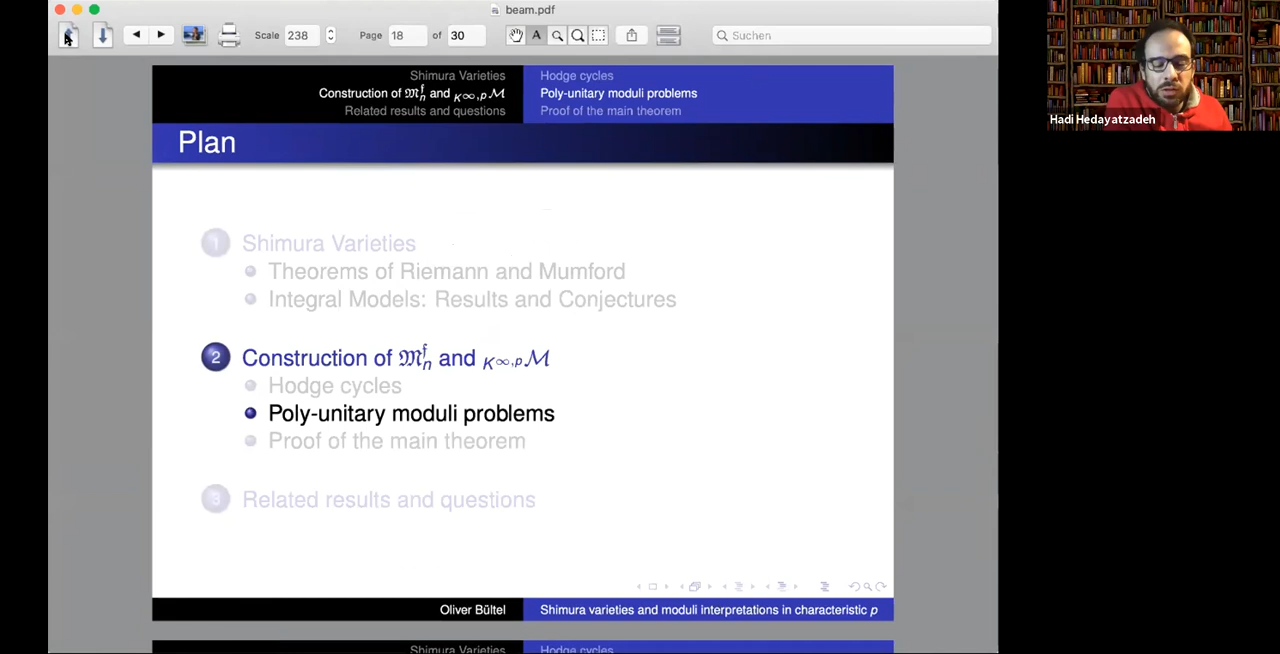 beam.pdf
Scale 238 Page 18 of 30 A Suchen
Shimura Varieties Hodge cycles
Construction of 𝔐ᶠₙ and K∞,pℳ Poly-unitary moduli problems
Related results and questions Proof of the main theorem
Plan
1 Shimura Varieties
Theorems of Riemann and Mumford
Integral Models: Results and Conjectures
2 Construction of 𝔐ᶠₙ and K∞,pℳ
Hodge cycles
Poly-unitary moduli problems
Proof of the main theorem
3 Related results and questions
Oliver Bültel Shimura varieties and moduli interpretations in characteristic p
Shimura Varieties Hodge cycles
Hadi Hedayatzadeh